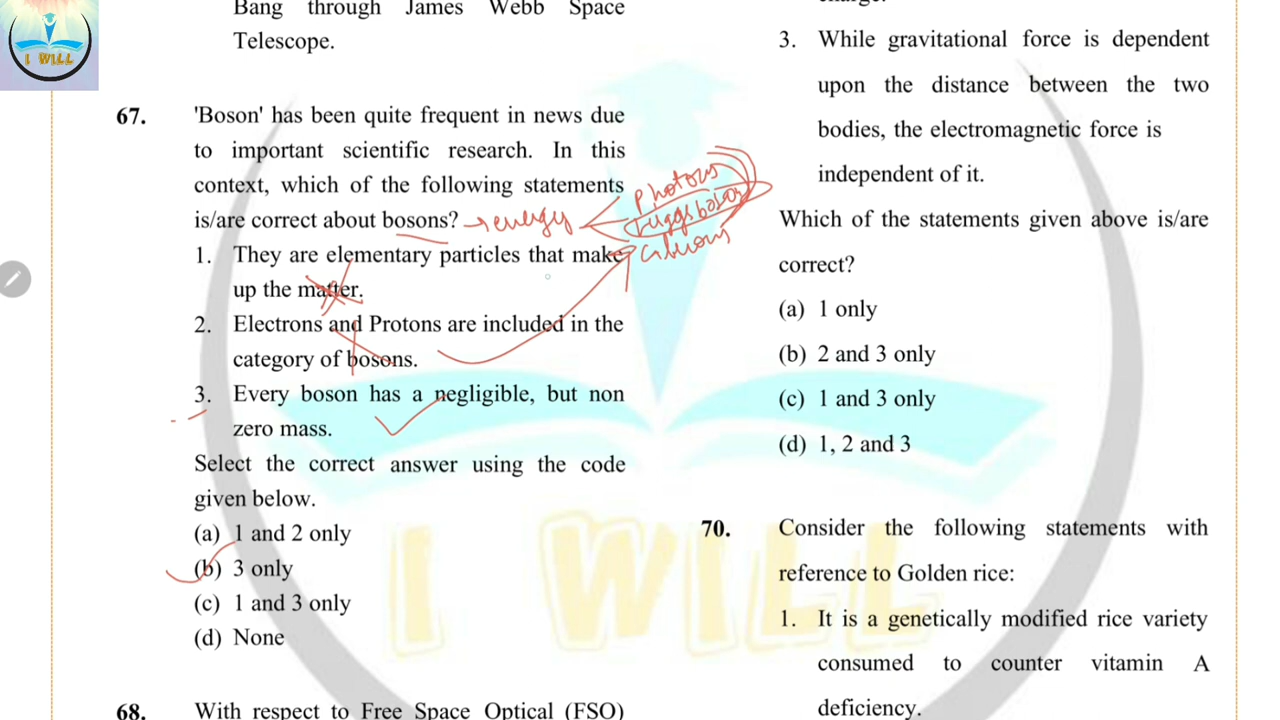 I WILL
Bang through James Webb Space
Telescope.
67. 'Boson' has been quite frequent in news due
to important scientific research. In this
context, which of the following statements
is/are correct about bosons? → energy
Photons
Higgs boson
Gluons
1. They are elementary particles that make
up the matter.
2. Electrons and Protons are included in the
category of bosons.
3. Every boson has a negligible, but non
zero mass.
Select the correct answer using the code
given below.
(a) 1 and 2 only
(b) 3 only
(c) 1 and 3 only
(d) None
68. With respect to Free Space Optical (FSO)
charge.
3. While gravitational force is dependent
upon the distance between the two
bodies, the electromagnetic force is
independent of it.
Which of the statements given above is/are
correct?
(a) 1 only
(b) 2 and 3 only
(c) 1 and 3 only
(d) 1, 2 and 3
70. Consider the following statements with
reference to Golden rice:
1. It is a genetically modified rice variety
consumed to counter vitamin A
deficiency.
I WILL